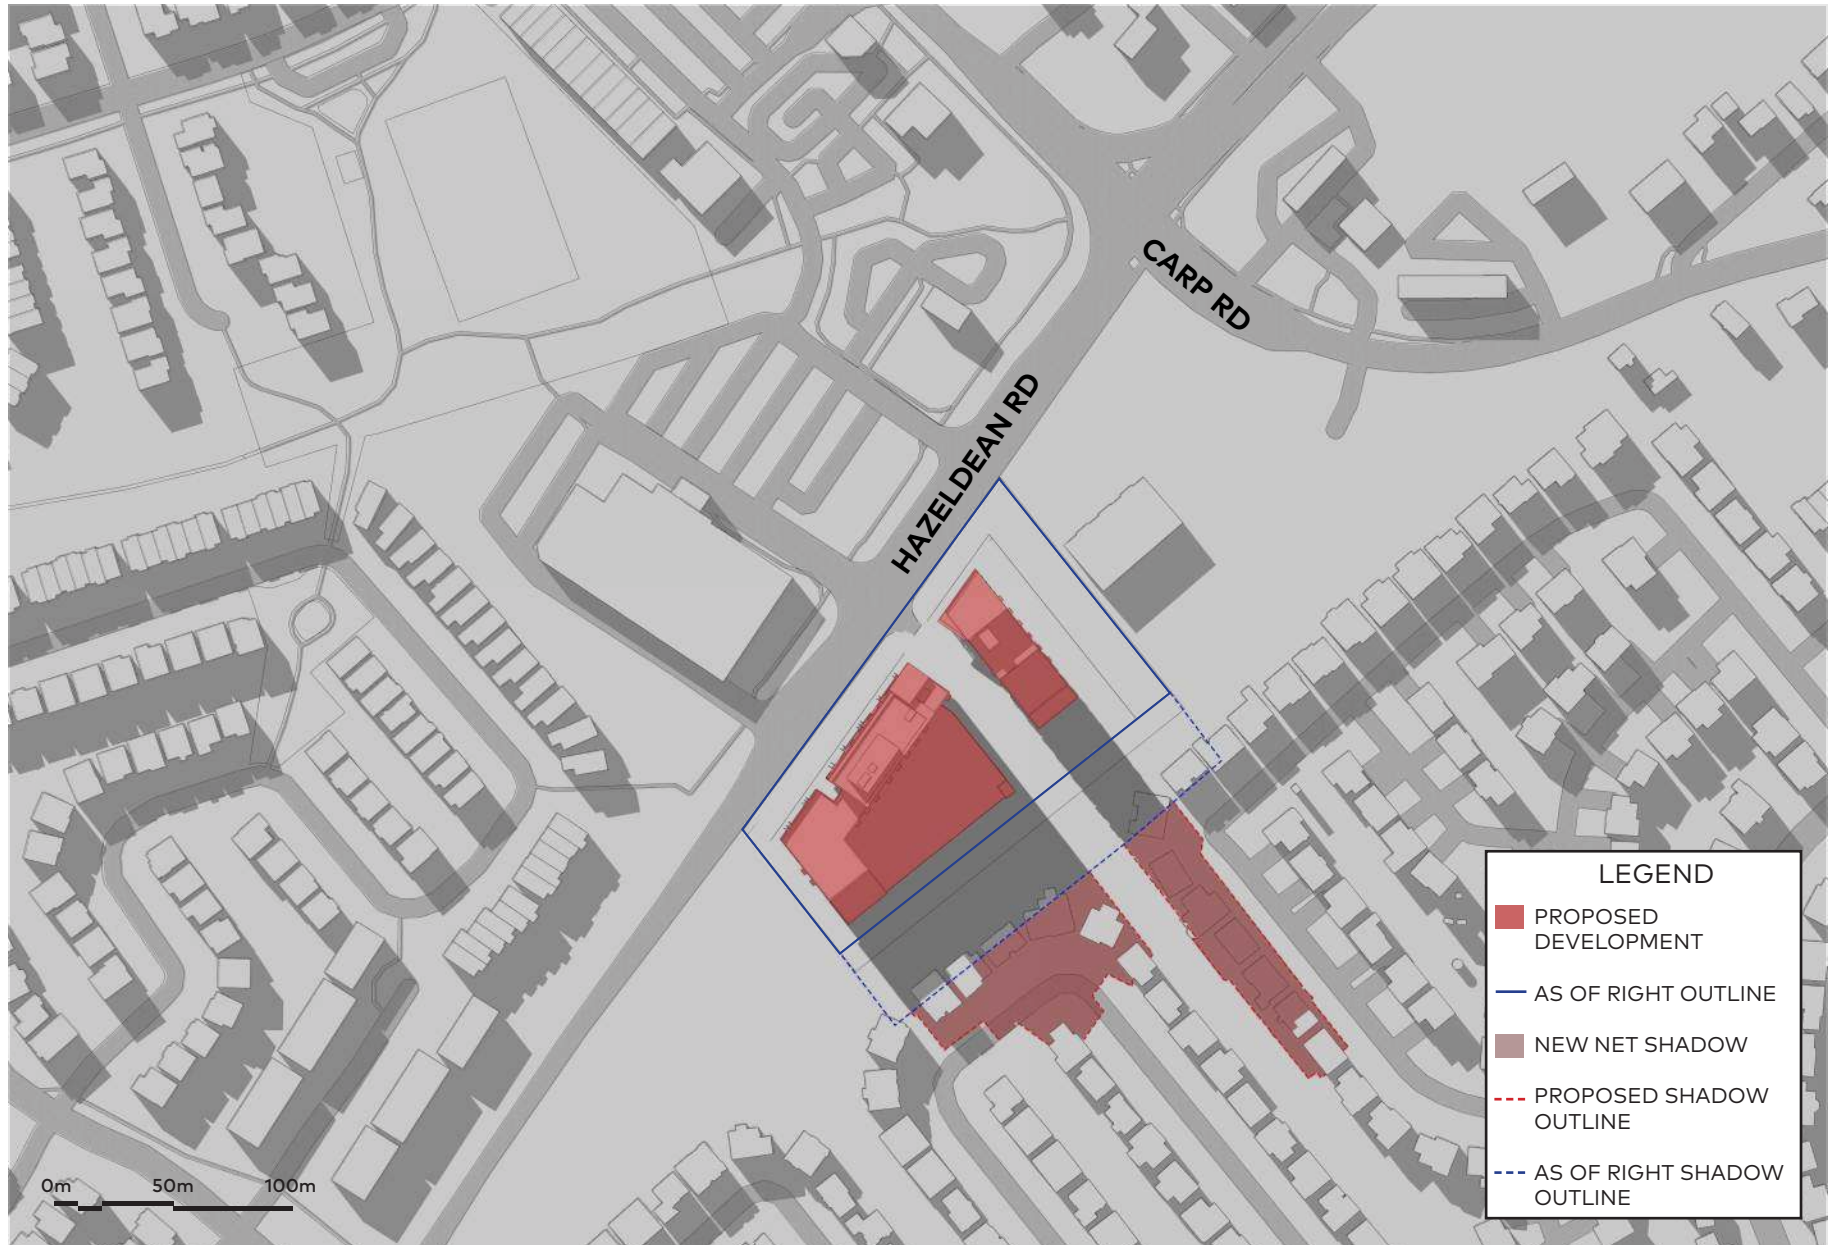 CARP RD
HAZELDEAN RD
LEGEND
PROPOSED
DEVELOPMENT
AS OF RIGHT OUTLINE
NEW NET SHADOW
PROPOSED SHADOW
OUTLINE
AS OF RIGHT SHADOW
OUTLINE
0m 50m 100m